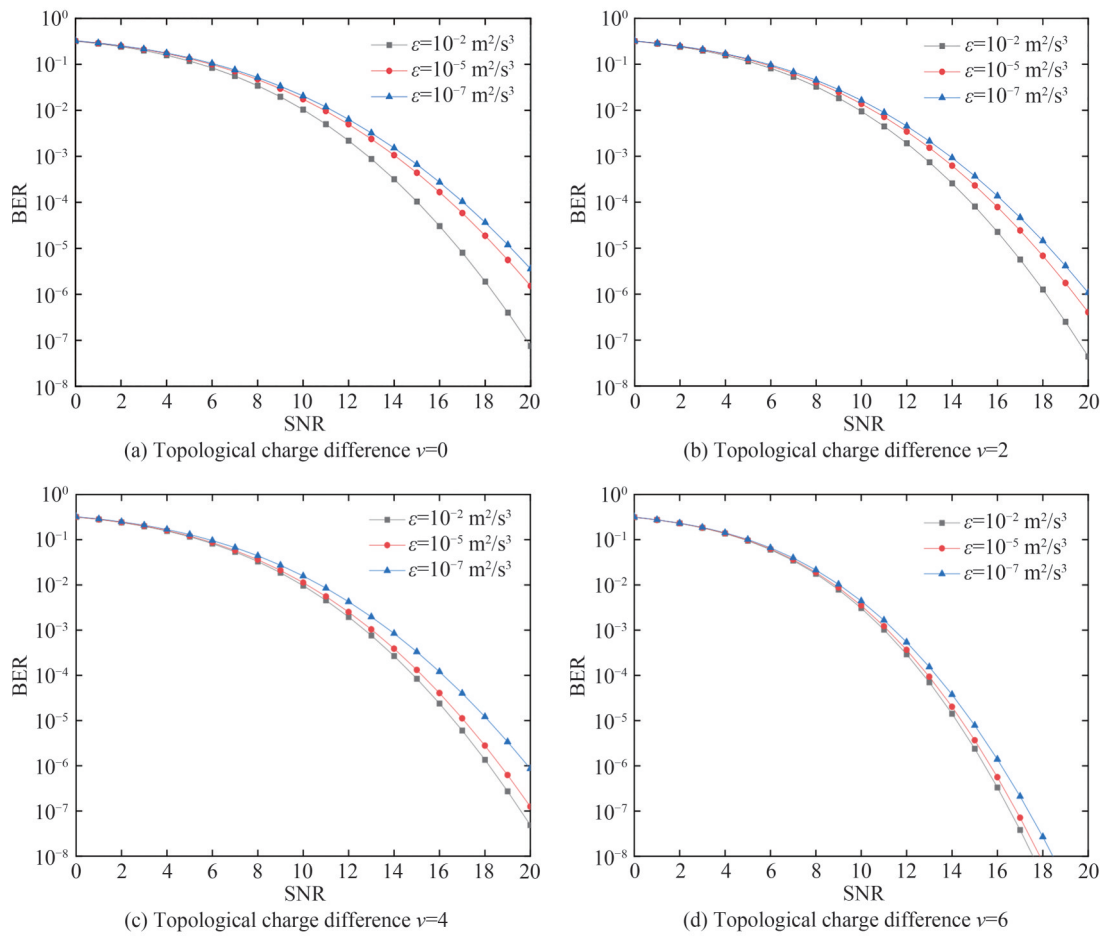 10⁰
10⁻¹
10⁻²
10⁻³
10⁻⁴
10⁻⁵
10⁻⁶
10⁻⁷
10⁻⁸
BER
ε=10⁻² m²/s³
ε=10⁻⁵ m²/s³
ε=10⁻⁷ m²/s³
0 2 4 6 8 10 12 14 16 18 20
SNR
(a) Topological charge difference v=0
10⁰
10⁻¹
10⁻²
10⁻³
10⁻⁴
10⁻⁵
10⁻⁶
10⁻⁷
10⁻⁸
BER
ε=10⁻² m²/s³
ε=10⁻⁵ m²/s³
ε=10⁻⁷ m²/s³
0 2 4 6 8 10 12 14 16 18 20
SNR
(b) Topological charge difference v=2
10⁰
10⁻¹
10⁻²
10⁻³
10⁻⁴
10⁻⁵
10⁻⁶
10⁻⁷
10⁻⁸
BER
ε=10⁻² m²/s³
ε=10⁻⁵ m²/s³
ε=10⁻⁷ m²/s³
0 2 4 6 8 10 12 14 16 18 20
SNR
(c) Topological charge difference v=4
10⁰
10⁻¹
10⁻²
10⁻³
10⁻⁴
10⁻⁵
10⁻⁶
10⁻⁷
10⁻⁸
BER
ε=10⁻² m²/s³
ε=10⁻⁵ m²/s³
ε=10⁻⁷ m²/s³
0 2 4 6 8 10 12 14 16 18 20
SNR
(d) Topological charge difference v=6